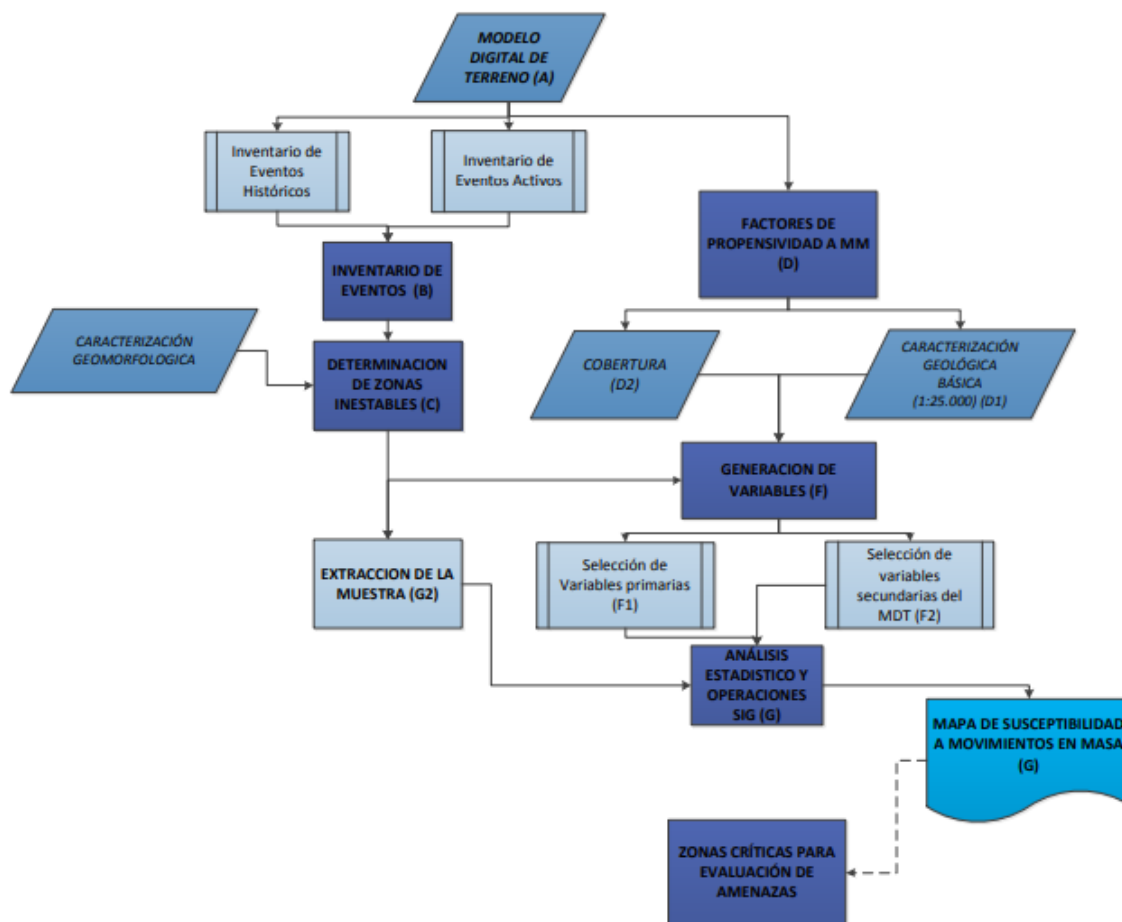 MODELO
DIGITAL DE
TERRENO (A)
Inventario de
Eventos
Históricos
Inventario de
Eventos Activos
FACTORES DE
PROPENSIVIDAD A MM
(D)
INVENTARIO DE
EVENTOS (B)
CARACTERIZACIÓN
GEOMORFOLOGICA
DETERMINACION
DE ZONAS
INESTABLES (C)
COBERTURA
(D2)
CARACTERIZACIÓN
GEOLÓGICA
BÁSICA
(1:25.000) (D1)
GENERACION DE
VARIABLES (F)
EXTRACCION DE LA
MUESTRA (G2)
Selección de
Variables primarias
(F1)
Selección de
variables
secundarias del
MDT (F2)
ANÁLISIS
ESTADISTICO Y
OPERACIONES
SIG (G)
MAPA DE SUSCEPTIBILIDAD
A MOVIMIENTOS EN MASA
(G)
ZONAS CRÍTICAS PARA
EVALUACIÓN DE
AMENAZAS